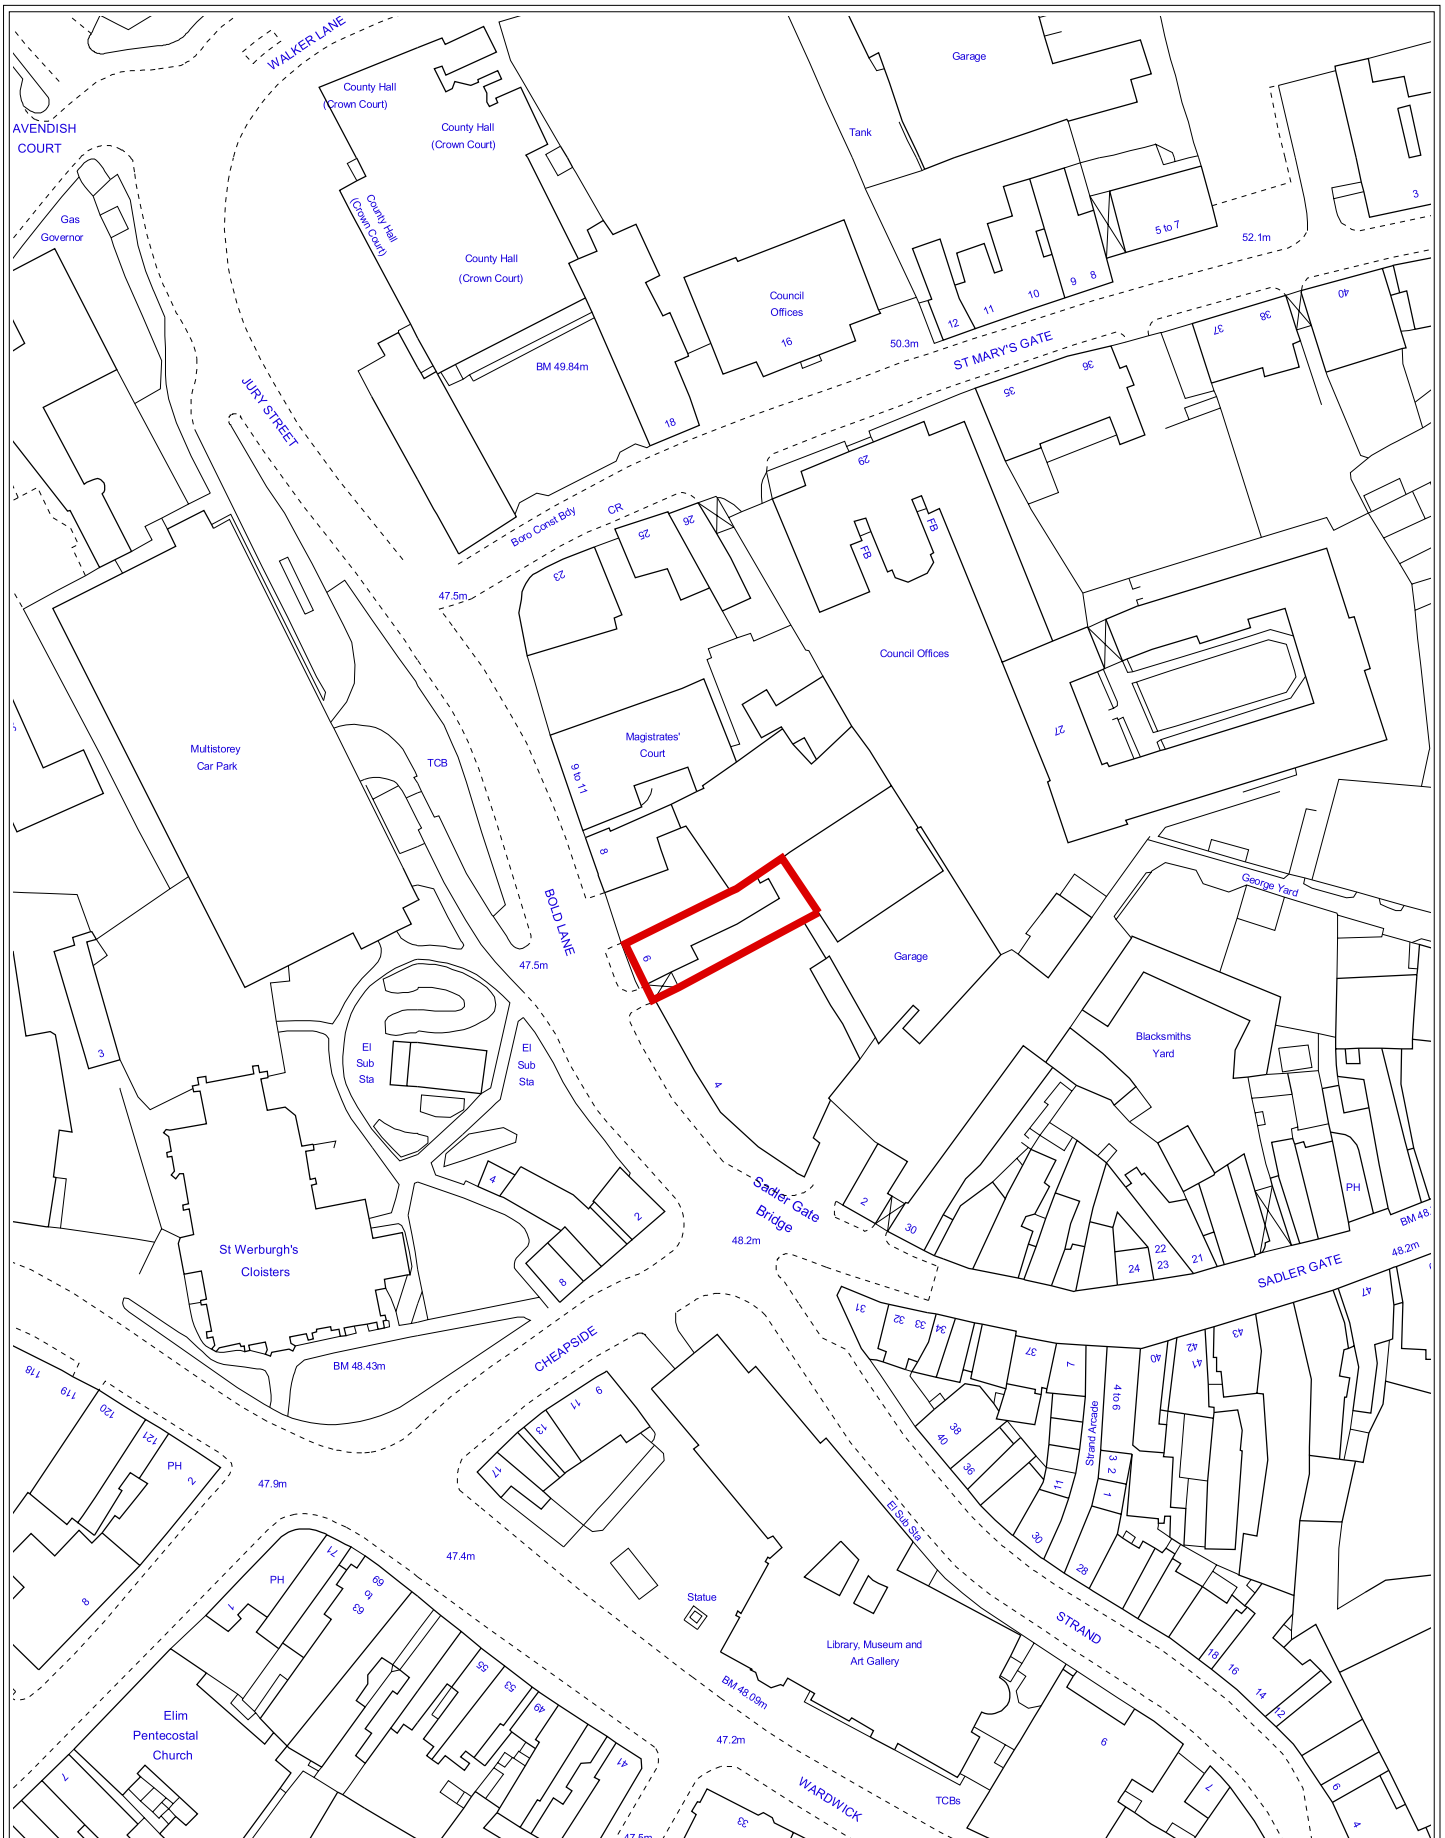 WALKER LANE
Garage
County Hall
(Crown Court)
County Hall
(Crown Court)
Tank
AVENDISH
COURT
3
Gas
Governor
County Hall
(Crown Court)
County Hall
(Crown Court)
5 to 7
52.1m
8
9
10
11
12
Council
Offices
16
40
38
37
50.3m
ST MARY'S GATE
BM 49.84m
36
35
JURY STREET
18
29
CR
Boro Const Bdy
25
26
FB
FB
23
47.5m
Council Offices
27
Multistorey
Car Park
TCB
Magistrates'
Court
9 to 11
8
George Yard
BOLD LANE
47.5m
6
Garage
Blacksmiths
Yard
3
El
Sub
Sta
El
Sub
Sta
4
4
2
PH
Sadler Gate
Bridge
2
30
48.2m
BM 48.
48.2m
St Werburgh's
Cloisters
8
22
23
24
21
SADLER GATE
47
31
32
33
34
37
7
40
42
41
43
CHEAPSIDE
BM 48.43m
118
119
120
121
PH
2
9
11
13
17
Strand Arcade
4 to 6
38
40
36
3
2
1
11
30
28
47.9m
El Sub Sta
47.4m
71
PH
1
69
to
63
8
Statue
STRAND
Library, Museum and
Art Gallery
18
16
14
12
55
53
49
41
BM 48.09m
Elim
Pentecostal
Church
7
47.2m
6
WARDWICK
TCBs
7
6
4
33
47.5m